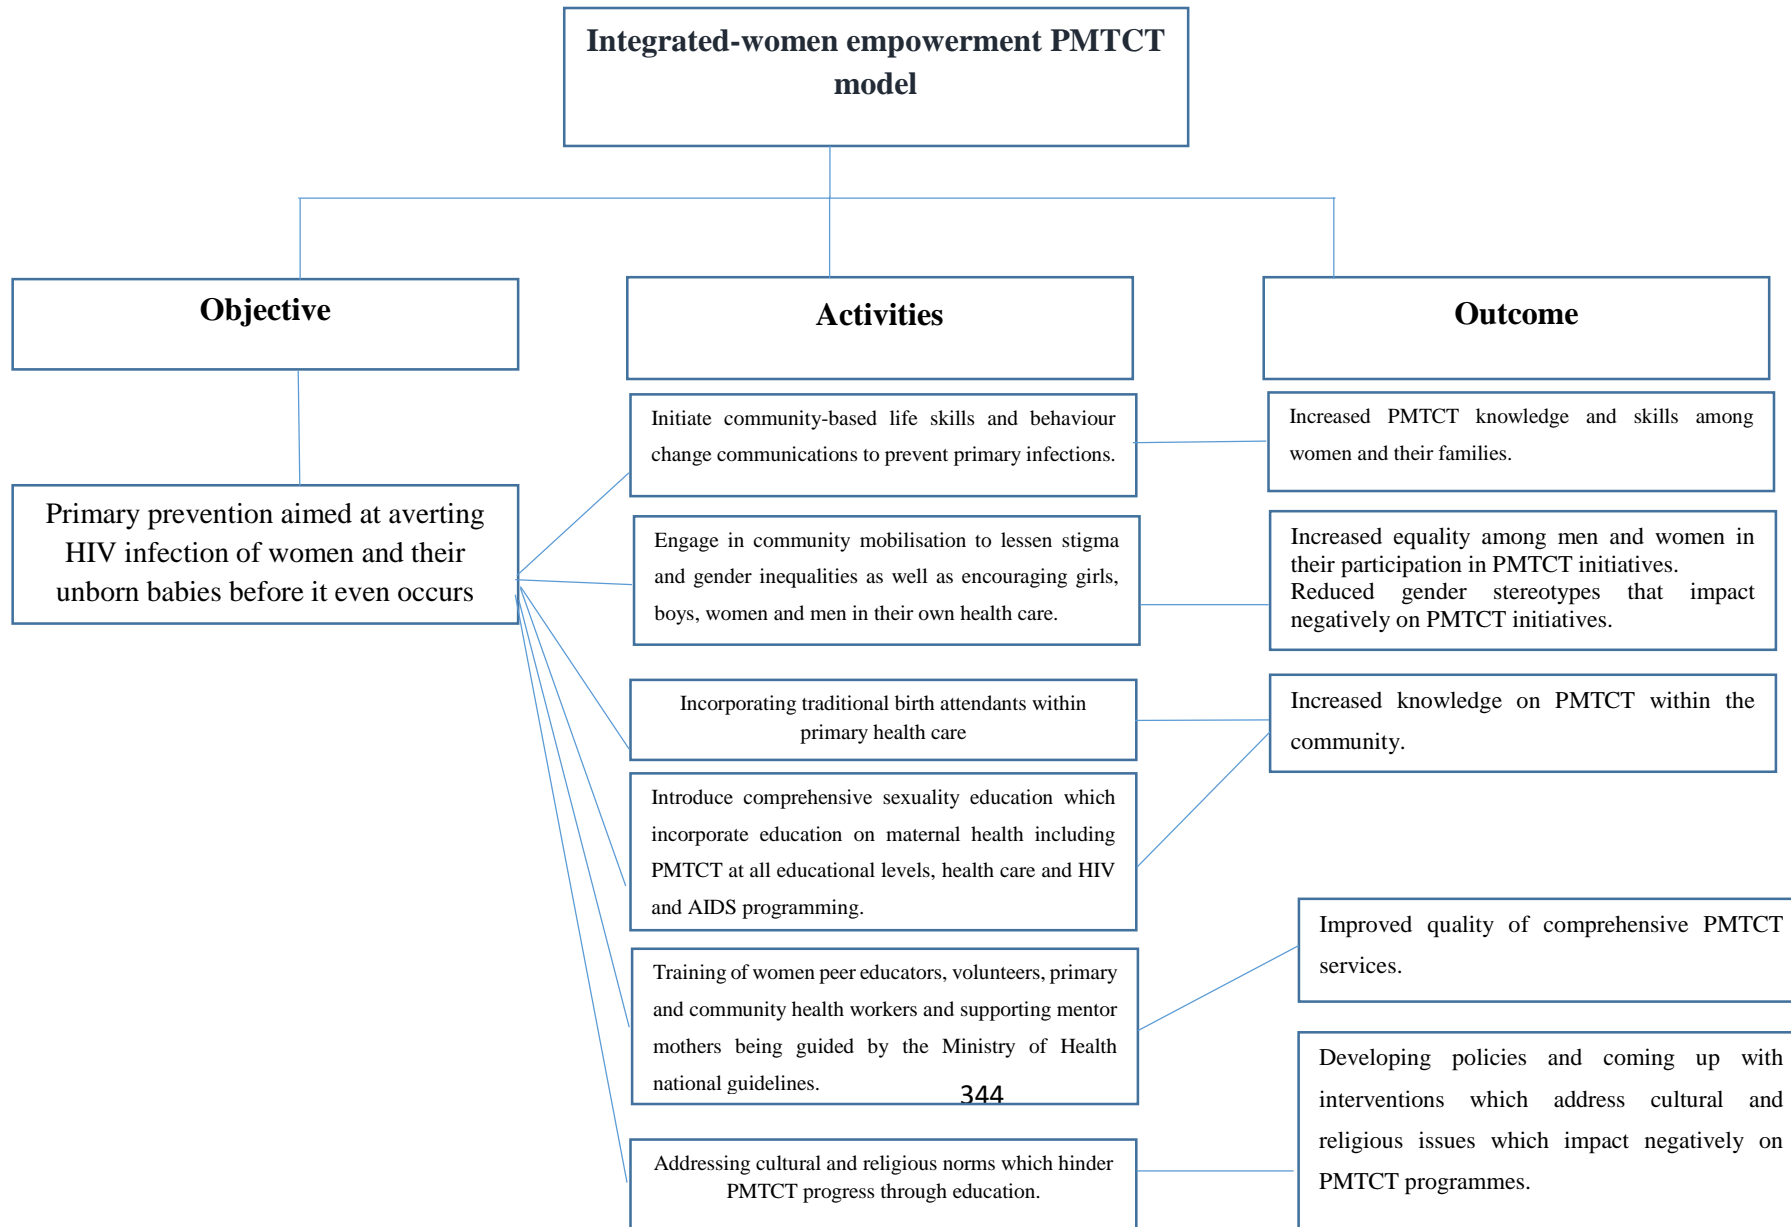 Integrated-women empowerment PMTCT
model
Objective
Activities
Outcome
Primary prevention aimed at averting
HIV infection of women and their
unborn babies before it even occurs
Initiate community-based life skills and behaviour
change communications to prevent primary infections.
Increased PMTCT knowledge and skills among
women and their families.
Engage in community mobilisation to lessen stigma
and gender inequalities as well as encouraging girls,
boys, women and men in their own health care.
Increased equality among men and women in
their participation in PMTCT initiatives.
Reduced gender stereotypes that impact
negatively on PMTCT initiatives.
Incorporating traditional birth attendants within
primary health care
Increased knowledge on PMTCT within the
community.
Introduce comprehensive sexuality education which
incorporate education on maternal health including
PMTCT at all educational levels, health care and HIV
and AIDS programming.
Training of women peer educators, volunteers, primary
and community health workers and supporting mentor
mothers being guided by the Ministry of Health
national guidelines.
Improved quality of comprehensive PMTCT
services.
344
Addressing cultural and religious norms which hinder
PMTCT progress through education.
Developing policies and coming up with
interventions which address cultural and
religious issues which impact negatively on
PMTCT programmes.